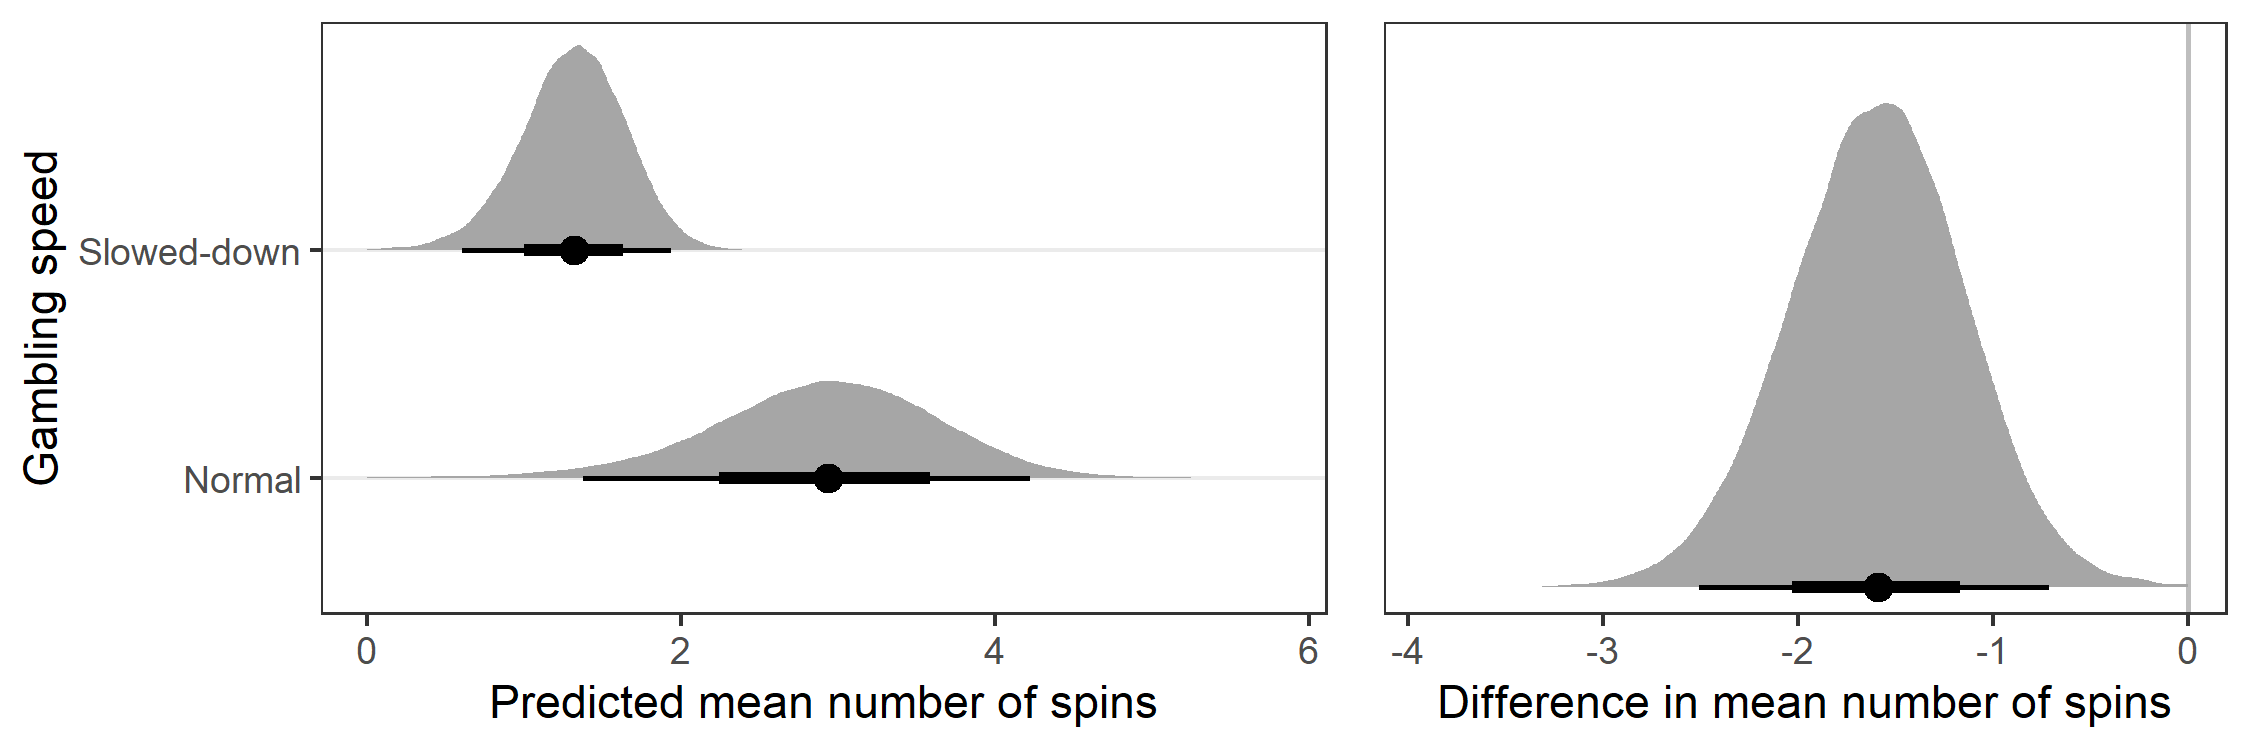 Gambling speed
Slowed-down
Normal
0 2 4 6
Predicted mean number of spins
-4 -3 -2 -1 0
Difference in mean number of spins